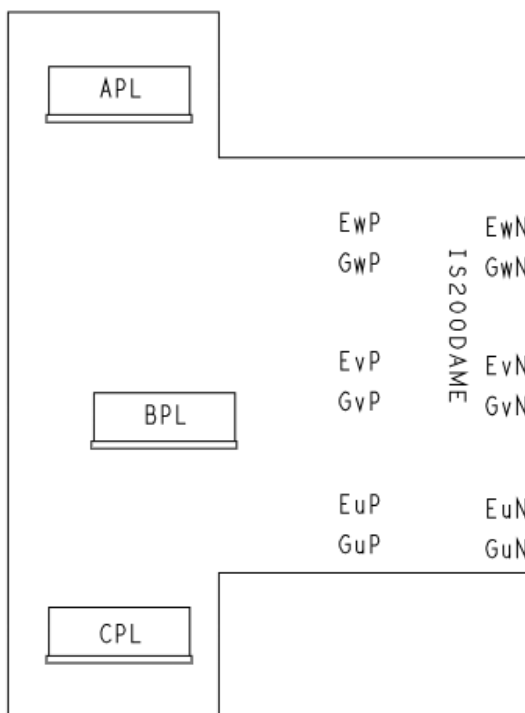 APL
EwP EwN
GwP GwN
IS200DAME
EvP EvN
GvP GvN
BPL
EuP EuN
GuP GuN
CPL